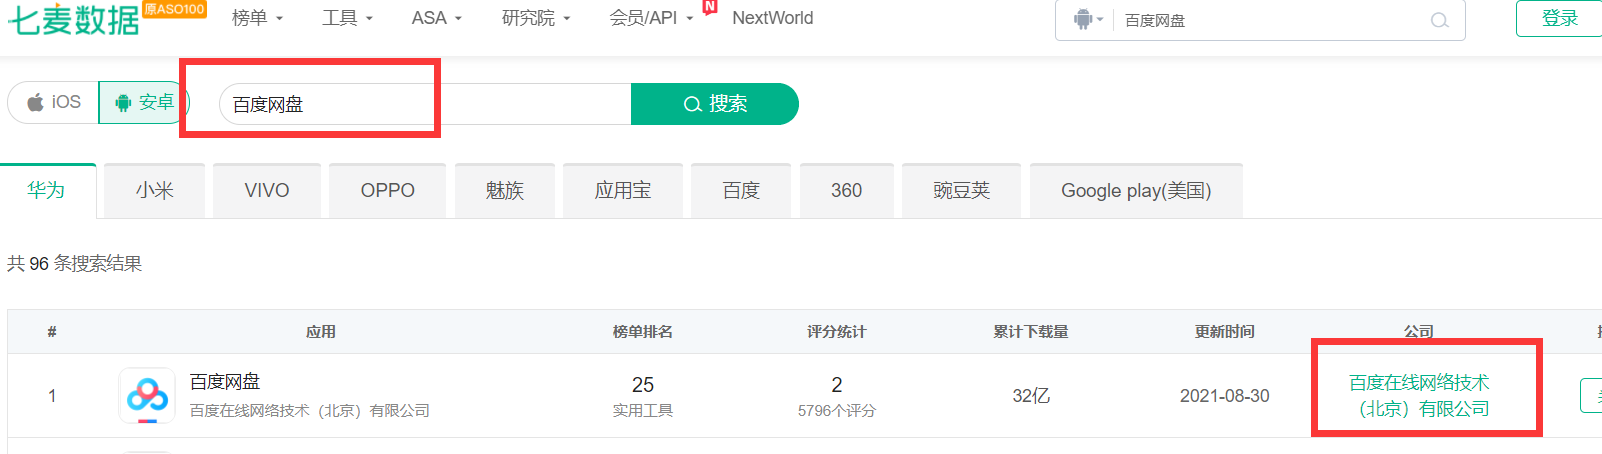 七麦数据 原ASO100 榜单 工具 ASA 研究院 会员/API N NextWorld 百度网盘 登录
iOS 安卓 百度网盘 搜索
华为 小米 VIVO OPPO 魅族 应用宝 百度 360 豌豆荚 Google play(美国)
共 96 条搜索结果
# 应用 榜单排名 评分统计 累计下载量 更新时间 公司
1 百度网盘 25 2 32亿 2021-08-30 百度在线网络技术
百度在线网络技术（北京）有限公司 实用工具 5796个评分 （北京）有限公司